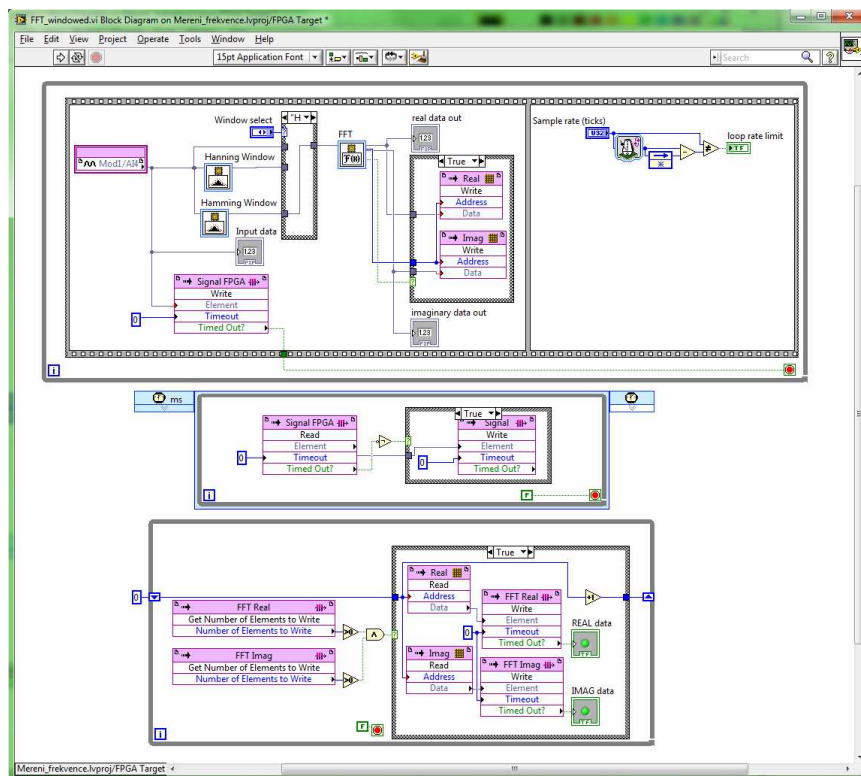 FFT_windowed.vi Block Diagram on Mereni_frekvence.lvproj/FPGA Target *
File Edit View Project Operate Tools Window Help
15pt Application Font
Search
Window select
"H
FFT
real data out
Sample rate (ticks)
U32
loop rate limit
TF
Mod1/AI4
Hanning Window
Hamming Window
Input data
123
True
Real
Write
Address
Data
Imag
Write
Address
Data
imaginary data out
123
Signal FPGA
Write
Element
0
Timeout
Timed Out?
i
ms
Signal FPGA
Read
Element
0
Timeout
Timed Out?
True
Signal
Write
Element
0
Timeout
Timed Out?
i
F
True
0
FFT Real
Get Number of Elements to Write
Number of Elements to Write
FFT Imag
Get Number of Elements to Write
Number of Elements to Write
Real
Read
Address
Data
Imag
Read
Address
Data
FFT Real
Write
Element
0
Timeout
Timed Out?
FFT Imag
Write
Element
Timeout
Timed Out?
+1
REAL data
TF
IMAG data
TF
i
F
Mereni_frekvence.lvproj/FPGA Target